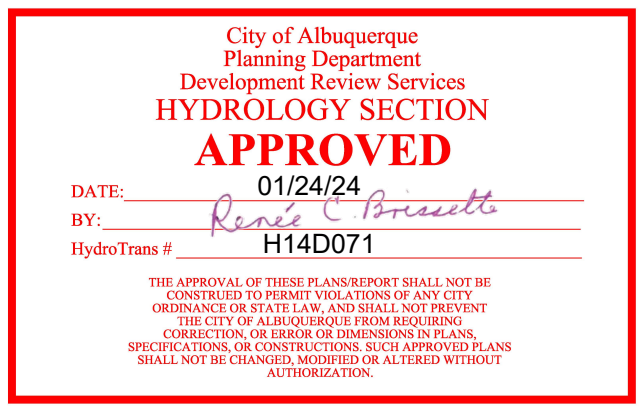 City of Albuquerque
Planning Department
Development Review Services
HYDROLOGY SECTION
APPROVED
DATE: 01/24/24
BY: Renée C. Brissette
HydroTrans # H14D071
THE APPROVAL OF THESE PLANS/REPORT SHALL NOT BE
CONSTRUED TO PERMIT VIOLATIONS OF ANY CITY
ORDINANCE OR STATE LAW, AND SHALL NOT PREVENT
THE CITY OF ALBUQUERQUE FROM REQUIRING
CORRECTION, OR ERROR OR DIMENSIONS IN PLANS,
SPECIFICATIONS, OR CONSTRUCTIONS. SUCH APPROVED PLANS
SHALL NOT BE CHANGED, MODIFIED OR ALTERED WITHOUT
AUTHORIZATION.